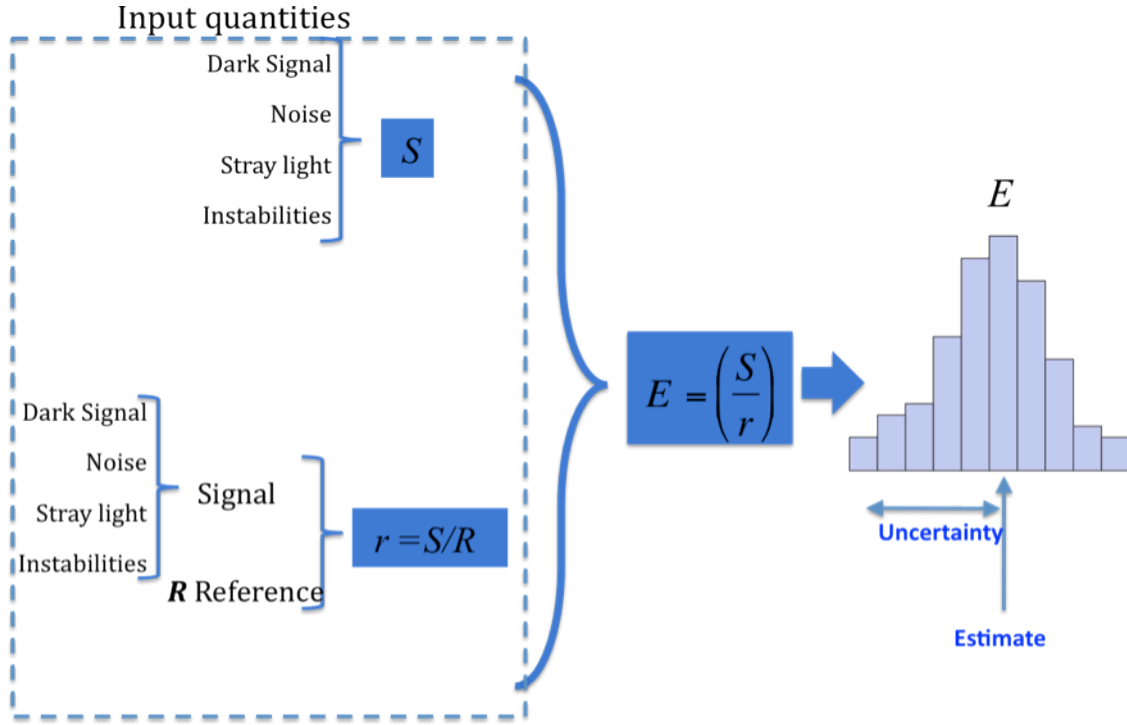 Input quantities
Dark Signal
Noise
Stray light
Instabilities
S
Dark Signal
Noise
Stray light
Instabilities
Signal
R Reference
r = S/R
E = (S/r)
E
Uncertainty
Estimate